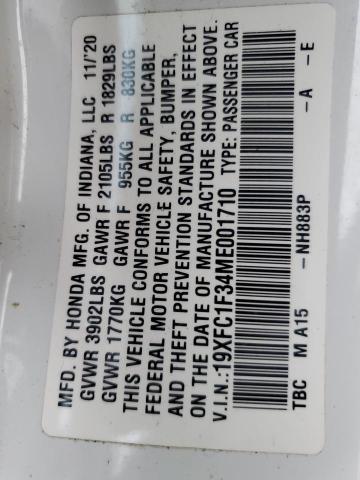 MFD. BY HONDA MFG. OF INDIANA, LLC 11/'20
GVWR 3902LBS GAWR F 2105LBS R 1829LBS
GVWR 1770KG GAWR F 955KG R 830KG
THIS VEHICLE CONFORMS TO ALL APPLICABLE
FEDERAL MOTOR VEHICLE SAFETY, BUMPER,
AND THEFT PREVENTION STANDARDS IN EFFECT
ON THE DATE OF MANUFACTURE SHOWN ABOVE.
V.I.N.:19XFC1F34ME001710 TYPE: PASSENGER CAR
TBC M A15 -NH883P -A -E